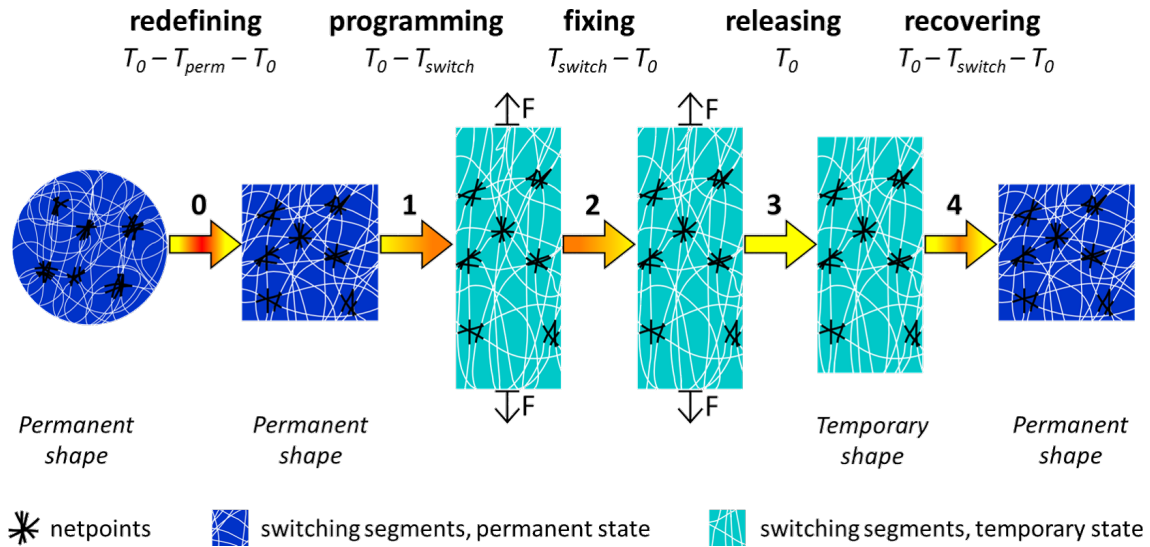 redefining programming fixing releasing recovering
T0 – Tperm – T0 T0 – Tswitch Tswitch – T0 T0 T0 – Tswitch – T0
F F
0 1 2 3 4
F F
Permanent shape
Permanent shape
Temporary shape
Permanent shape
netpoints switching segments, permanent state switching segments, temporary state